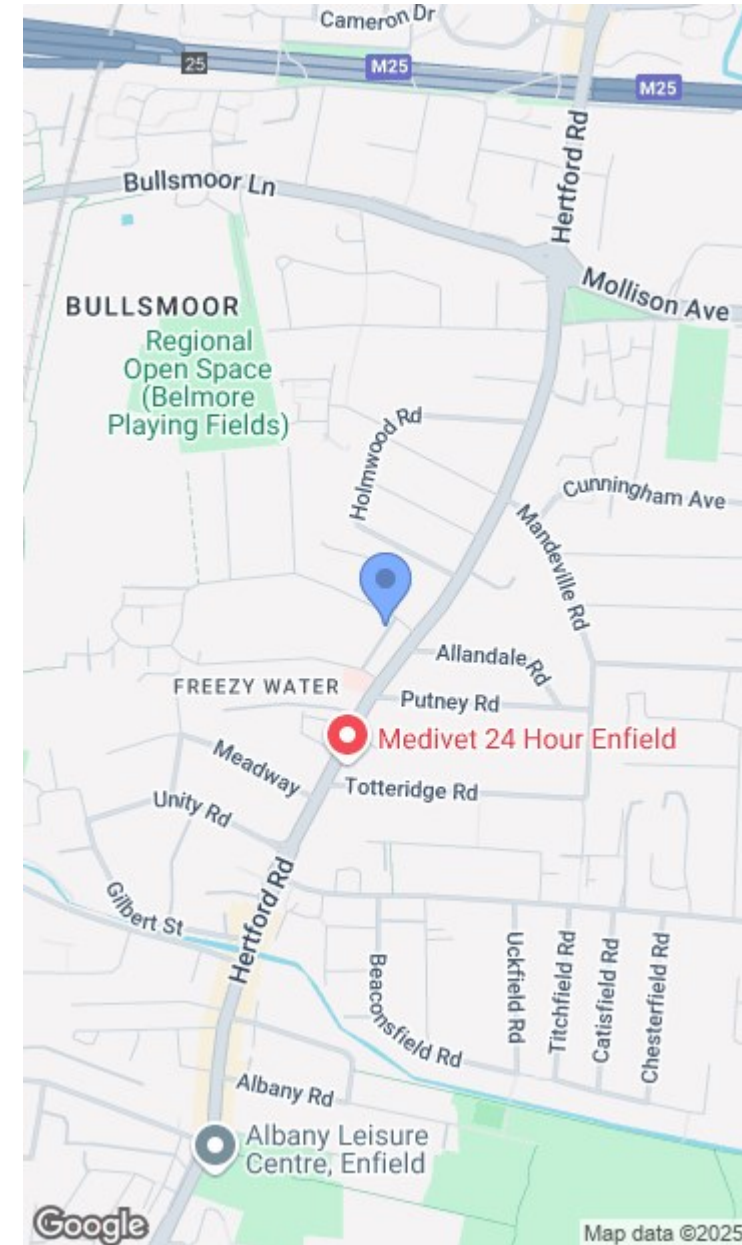 Cameron Dr
25
M25
M25
Hertford Rd
Bullsmoor Ln
Mollison Ave
BULLSMOOR
Regional
Open Space
(Belmore
Playing Fields)
Holmwood Rd
Cunningham Ave
Mandeville Rd
Allandale Rd
FREEZY WATER
Putney Rd
Medivet 24 Hour Enfield
Meadway
Totteridge Rd
Unity Rd
Gilbert St
Hertford Rd
Beaconsfield Rd
Uckfield Rd
Titchfield Rd
Catisfield Rd
Chesterfield Rd
Albany Rd
Albany Leisure
Centre, Enfield
Google
Map data ©2025